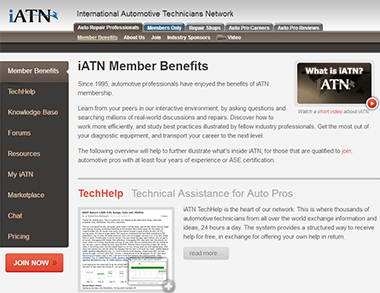 iATN
International Automotive Technicians Network
Auto Repair Professionals Members Only Repair Shops Auto Pro Careers Auto Pro Reviews
Member Benefits About Us Join Industry Sponsors Video
Member Benefits
TechHelp
Knowledge Base
Forums
Resources
My iATN
Marketplace
Chat
Pricing
JOIN NOW »
iATN Member Benefits
Since 1995, automotive professionals have enjoyed the benefits of iATN
membership.
Learn from your peers in our interactive environment, by asking questions and
searching millions of real-world discussions and repairs. Discover how to
work more efficiently, and study best practices illustrated by fellow industry professionals. Get the most out of
your diagnostic equipment, and transport your career to the next level.
The following overview will help to further illustrate what's inside iATN, for those that are qualified to join:
automotive pros with at least four years of experience or ASE certification.
What is iATN?
iATN
Watch a short video about iATN
TechHelp Technical Assistance for Auto Pros
iATN TechHelp is the heart of our network. This is where thousands of
automotive technicians from all over the world exchange information and
ideas, 24 hours a day. The system provides a structured way to receive
help for free, in exchange for offering your own help in return.
read more...